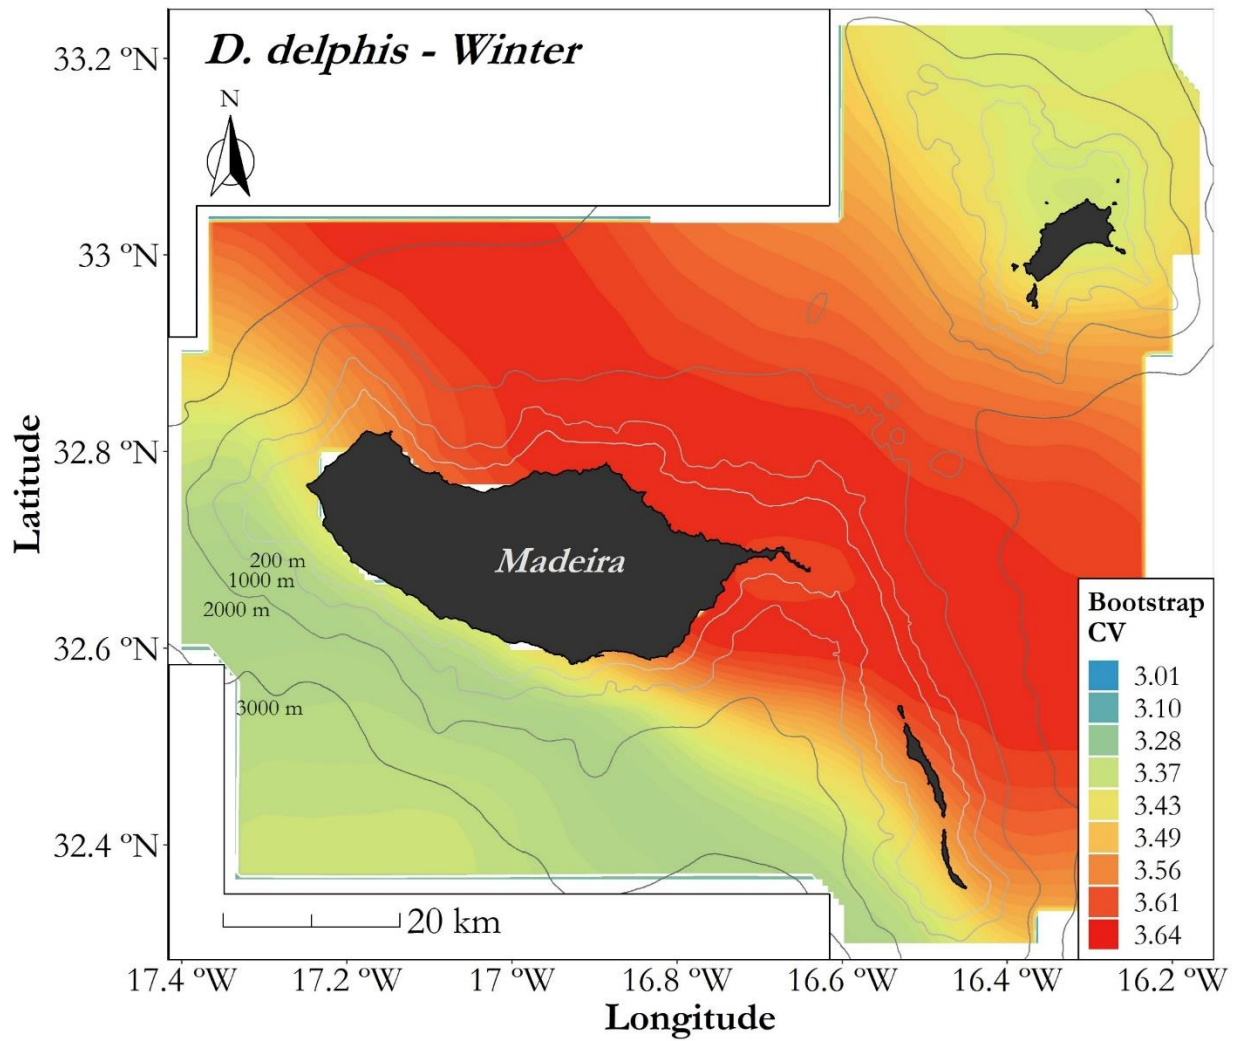 D. delphis - Winter
N
33.2 ºN
33 ºN
32.8 ºN
32.6 ºN
32.4 ºN
Latitude
Madeira
200 m
1000 m
2000 m
3000 m
20 km
Bootstrap
CV
3.01
3.10
3.28
3.37
3.43
3.49
3.56
3.61
3.64
17.4 ºW
17.2 ºW
17 ºW
16.8 ºW
16.6 ºW
16.4 ºW
16.2 ºW
Longitude